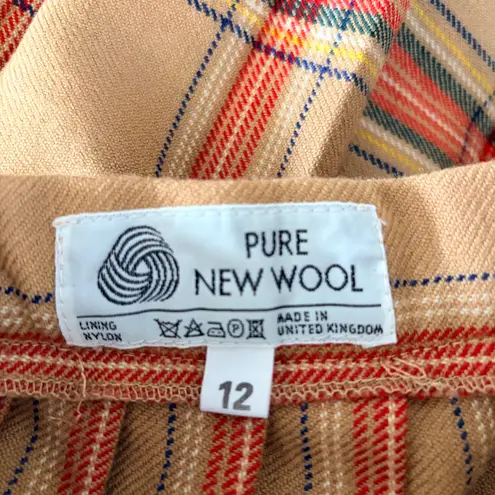 PURE
NEW WOOL
LINING
NYLON
P
MADE IN
UNITED KINGDOM
12